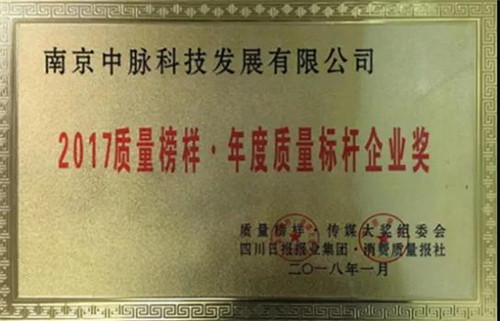 南京中脉科技发展有限公司
2017质量榜样·年度质量标杆企业奖
质量榜样·传媒大奖组委会
四川日报报业集团·消费质量报社
二〇一八年一月